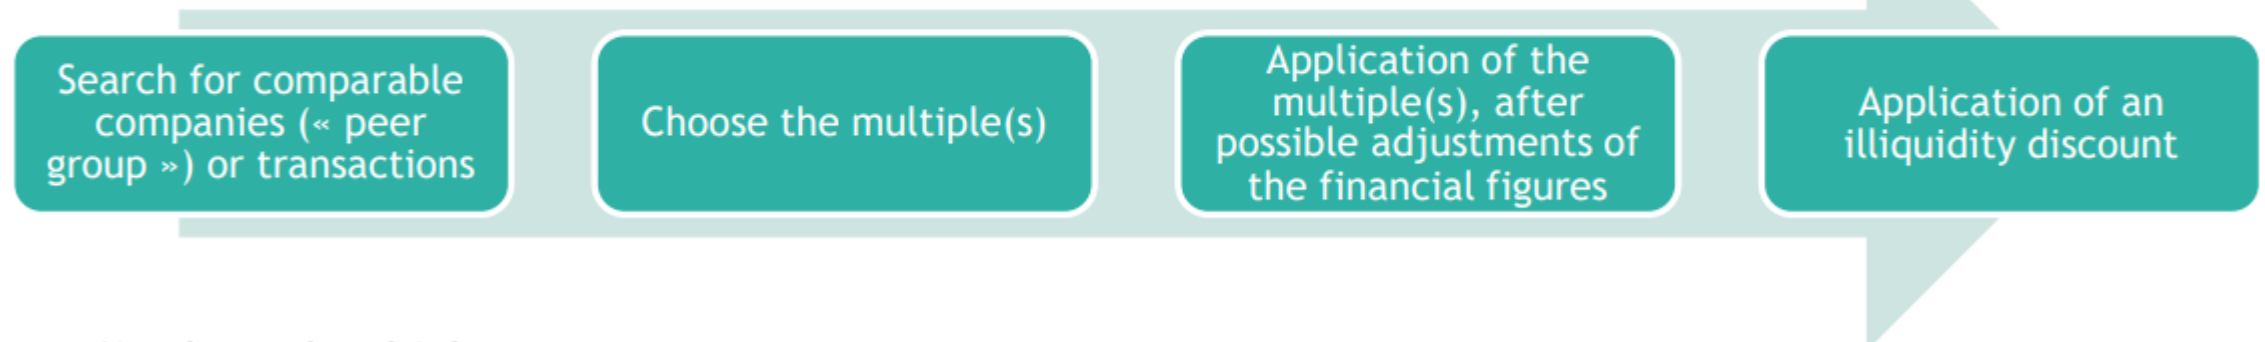 Search for comparable
companies (« peer
group ») or transactions
Choose the multiple(s)
Application of the
multiple(s), after
possible adjustments of
the financial figures
Application of an
illiquidity discount